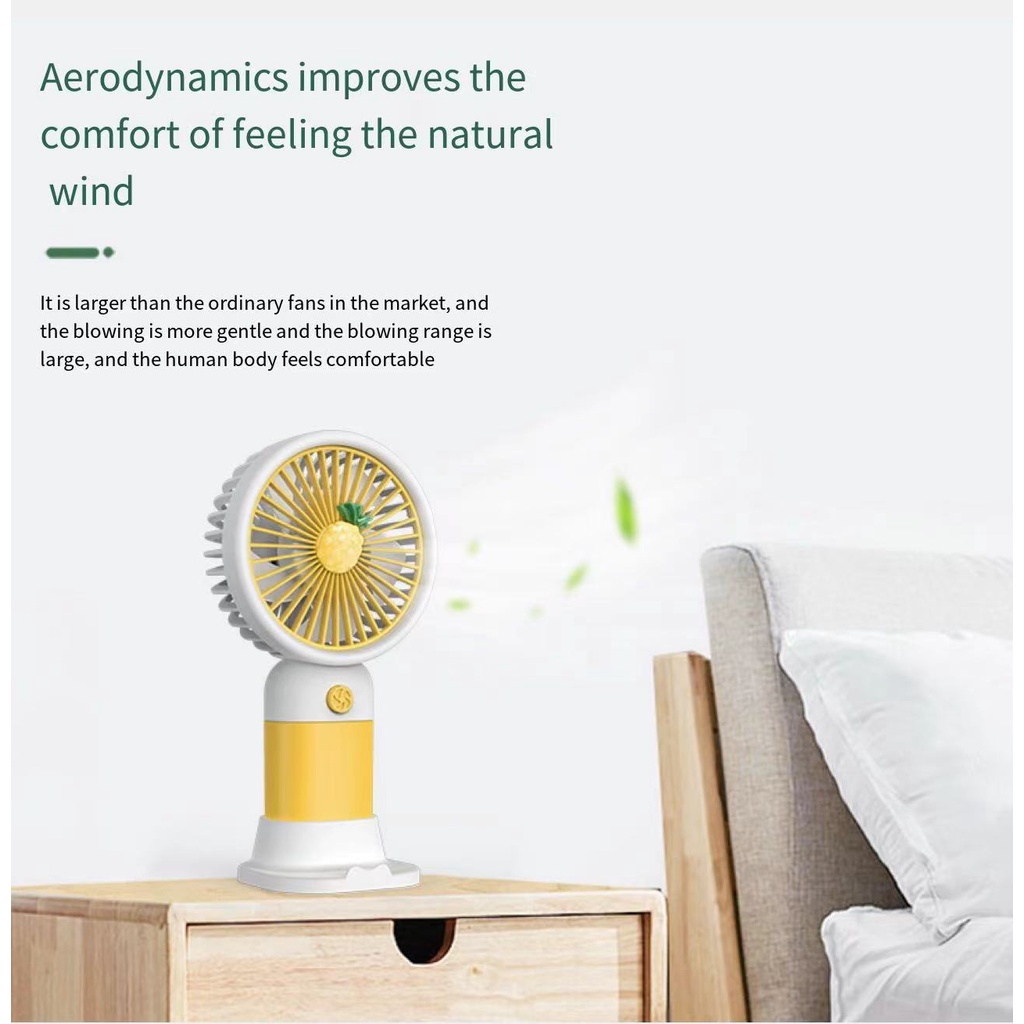 Aerodynamics improves the
comfort of feeling the natural
wind
It is larger than the ordinary fans in the market, and
the blowing is more gentle and the blowing range is
large, and the human body feels comfortable